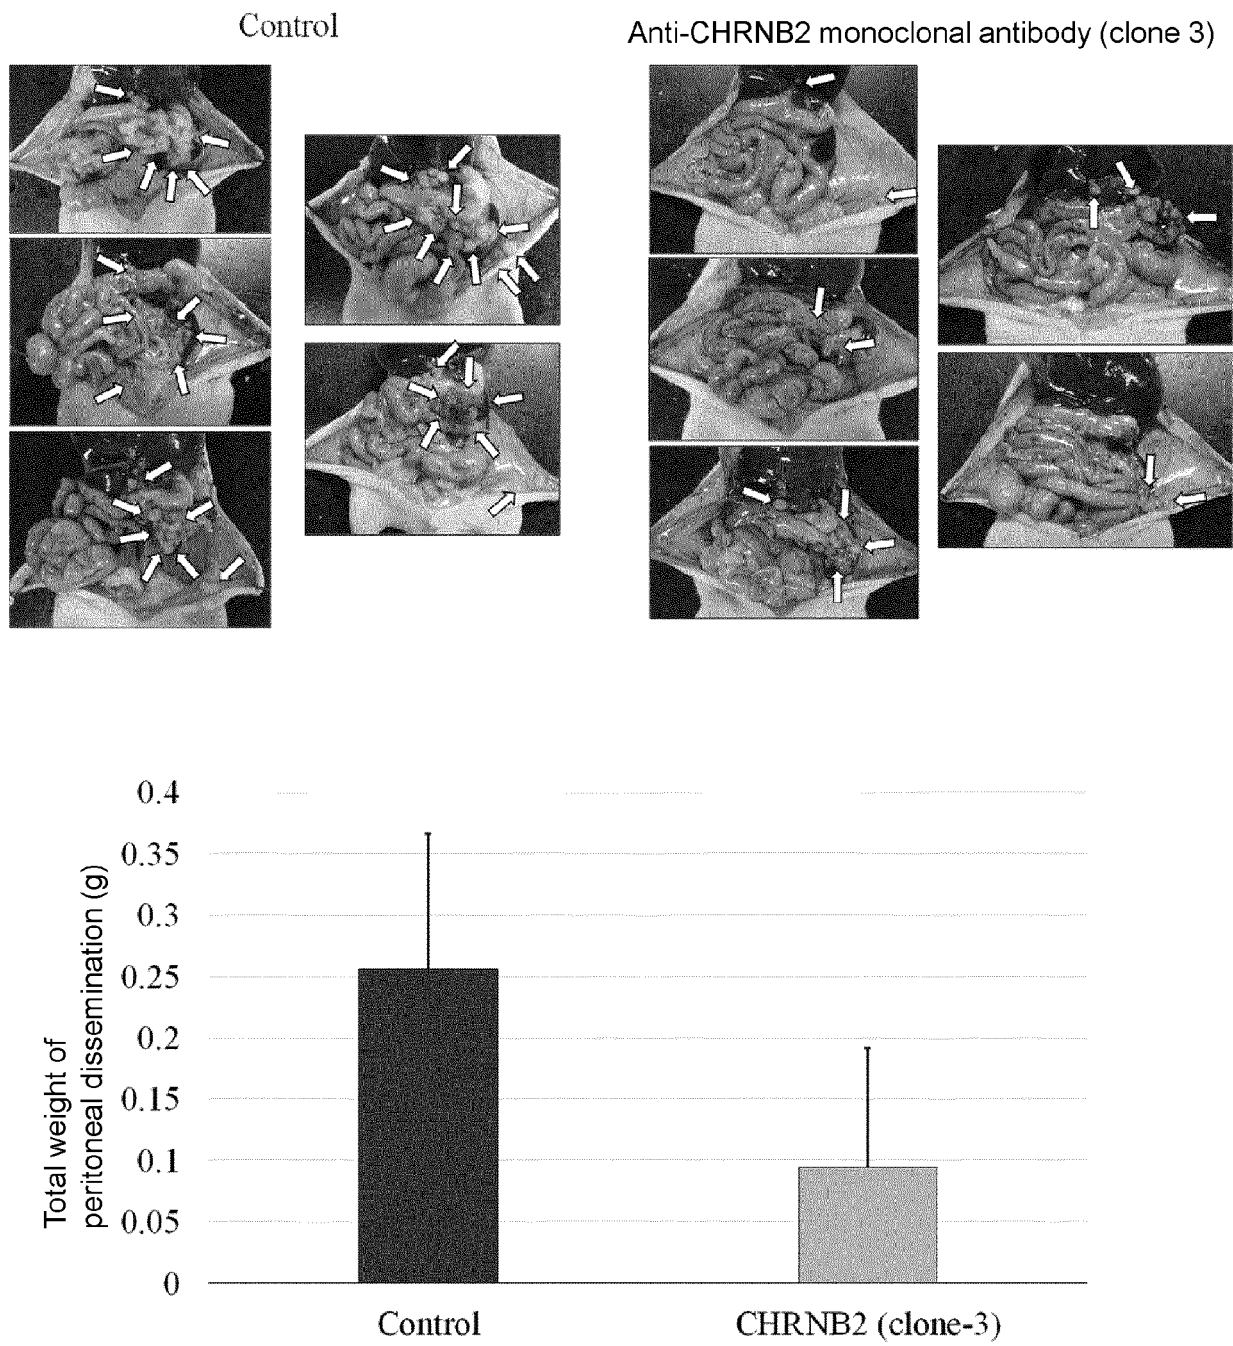 Control
Anti-CHRNB2 monoclonal antibody (clone 3)
0.4
0.35
0.3
0.25
0.2
0.15
0.1
0.05
0
Total weight of
peritoneal dissemination (g)
Control
CHRNB2 (clone-3)